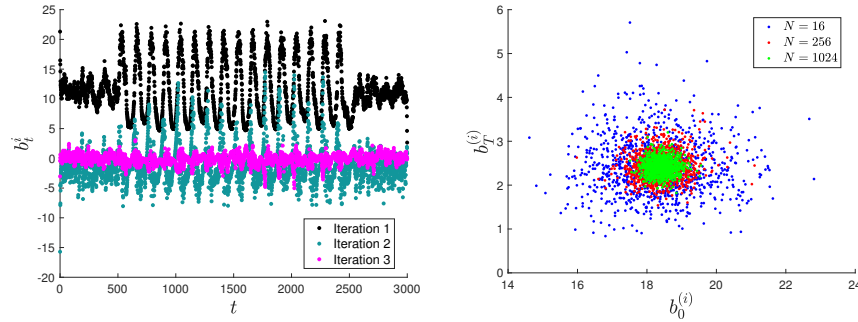 25
20
15
10
5
0
-5
-10
-15
-20
0 500 1000 1500 2000 2500 3000
b_t^i
t
Iteration 1
Iteration 2
Iteration 3
6
5
4
3
2
1
0
14 16 18 20 22 24
b_T^{(i)}
b_0^{(i)}
N = 16
N = 256
N = 1024